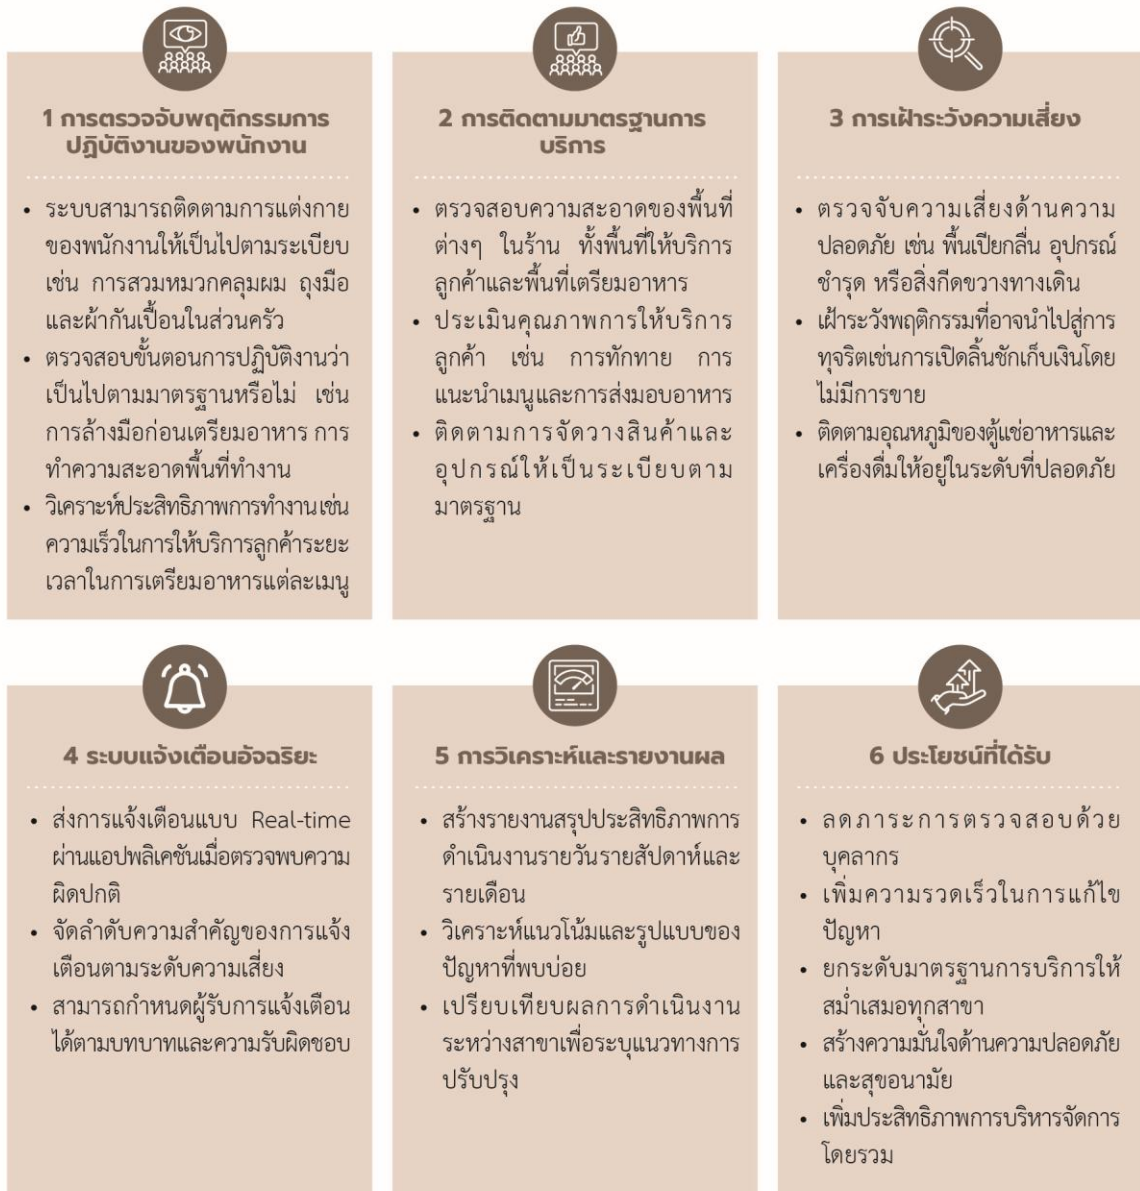 1 การตรวจจับพฤติกรรมการ
ปฏิบัติงานของพนักงาน
• ระบบสามารถติดตามการแต่งกาย
ของพนักงานให้เป็นไปตามระเบียบ
เช่น การสวมหมวกคลุมผม ถุงมือ
และผ้ากันเปื้อนในส่วนครัว
• ตรวจสอบขั้นตอนการปฏิบัติงานว่า
เป็นไปตามมาตรฐานหรือไม่ เช่น
การล้างมือก่อนเตรียมอาหาร การ
ทำความสะอาดพื้นที่ทำงาน
• วิเคราะห์ประสิทธิภาพการทำงานเช่น
ความเร็วในการให้บริการลูกค้าระยะ
เวลาในการเตรียมอาหารแต่ละเมนู
2 การติดตามมาตรฐานการ
บริการ
• ตรวจสอบความสะอาดของพื้นที่
ต่างๆ ในร้าน ทั้งพื้นที่ให้บริการ
ลูกค้าและพื้นที่เตรียมอาหาร
• ประเมินคุณภาพการให้บริการ
ลูกค้า เช่น การทักทาย การ
แนะนำเมนูและการส่งมอบอาหาร
• ติดตามการจัดวางสินค้าและ
อุปกรณ์ให้เป็นระเบียบตาม
มาตรฐาน
3 การเฝ้าระวังความเสี่ยง
• ตรวจจับความเสี่ยงด้านความ
ปลอดภัย เช่น พื้นเปียกลื่น อุปกรณ์
ชำรุด หรือสิ่งกีดขวางทางเดิน
• เฝ้าระวังพฤติกรรมที่อาจนำไปสู่การ
ทุจริตเช่นการเปิดลิ้นชักเก็บเงินโดย
ไม่มีการขาย
• ติดตามอุณหภูมิของตู้แช่อาหารและ
เครื่องดื่มให้อยู่ในระดับที่ปลอดภัย
4 ระบบแจ้งเตือนอัจฉริยะ
• ส่งการแจ้งเตือนแบบ Real-time
ผ่านแอปพลิเคชันเมื่อตรวจพบความ
ผิดปกติ
• จัดลำดับความสำคัญของการแจ้ง
เตือนตามระดับความเสี่ยง
• สามารถกำหนดผู้รับการแจ้งเตือน
ได้ตามบทบาทและความรับผิดชอบ
5 การวิเคราะห์และรายงานผล
• สร้างรายงานสรุปประสิทธิภาพการ
ดำเนินงานรายวันรายสัปดาห์และ
รายเดือน
• วิเคราะห์แนวโน้มและรูปแบบของ
ปัญหาที่พบบ่อย
• เปรียบเทียบผลการดำเนินงาน
ระหว่างสาขาเพื่อระบุแนวทางการ
ปรับปรุง
6 ประโยชน์ที่ได้รับ
• ลดภาระการตรวจสอบด้วย
บุคลากร
• เพิ่มความรวดเร็วในการแก้ไข
ปัญหา
• ยกระดับมาตรฐานการบริการให้
สม่ำเสมอทุกสาขา
• สร้างความมั่นใจด้านความปลอดภัย
และสุขอนามัย
• เพิ่มประสิทธิภาพการบริหารจัดการ
โดยรวม